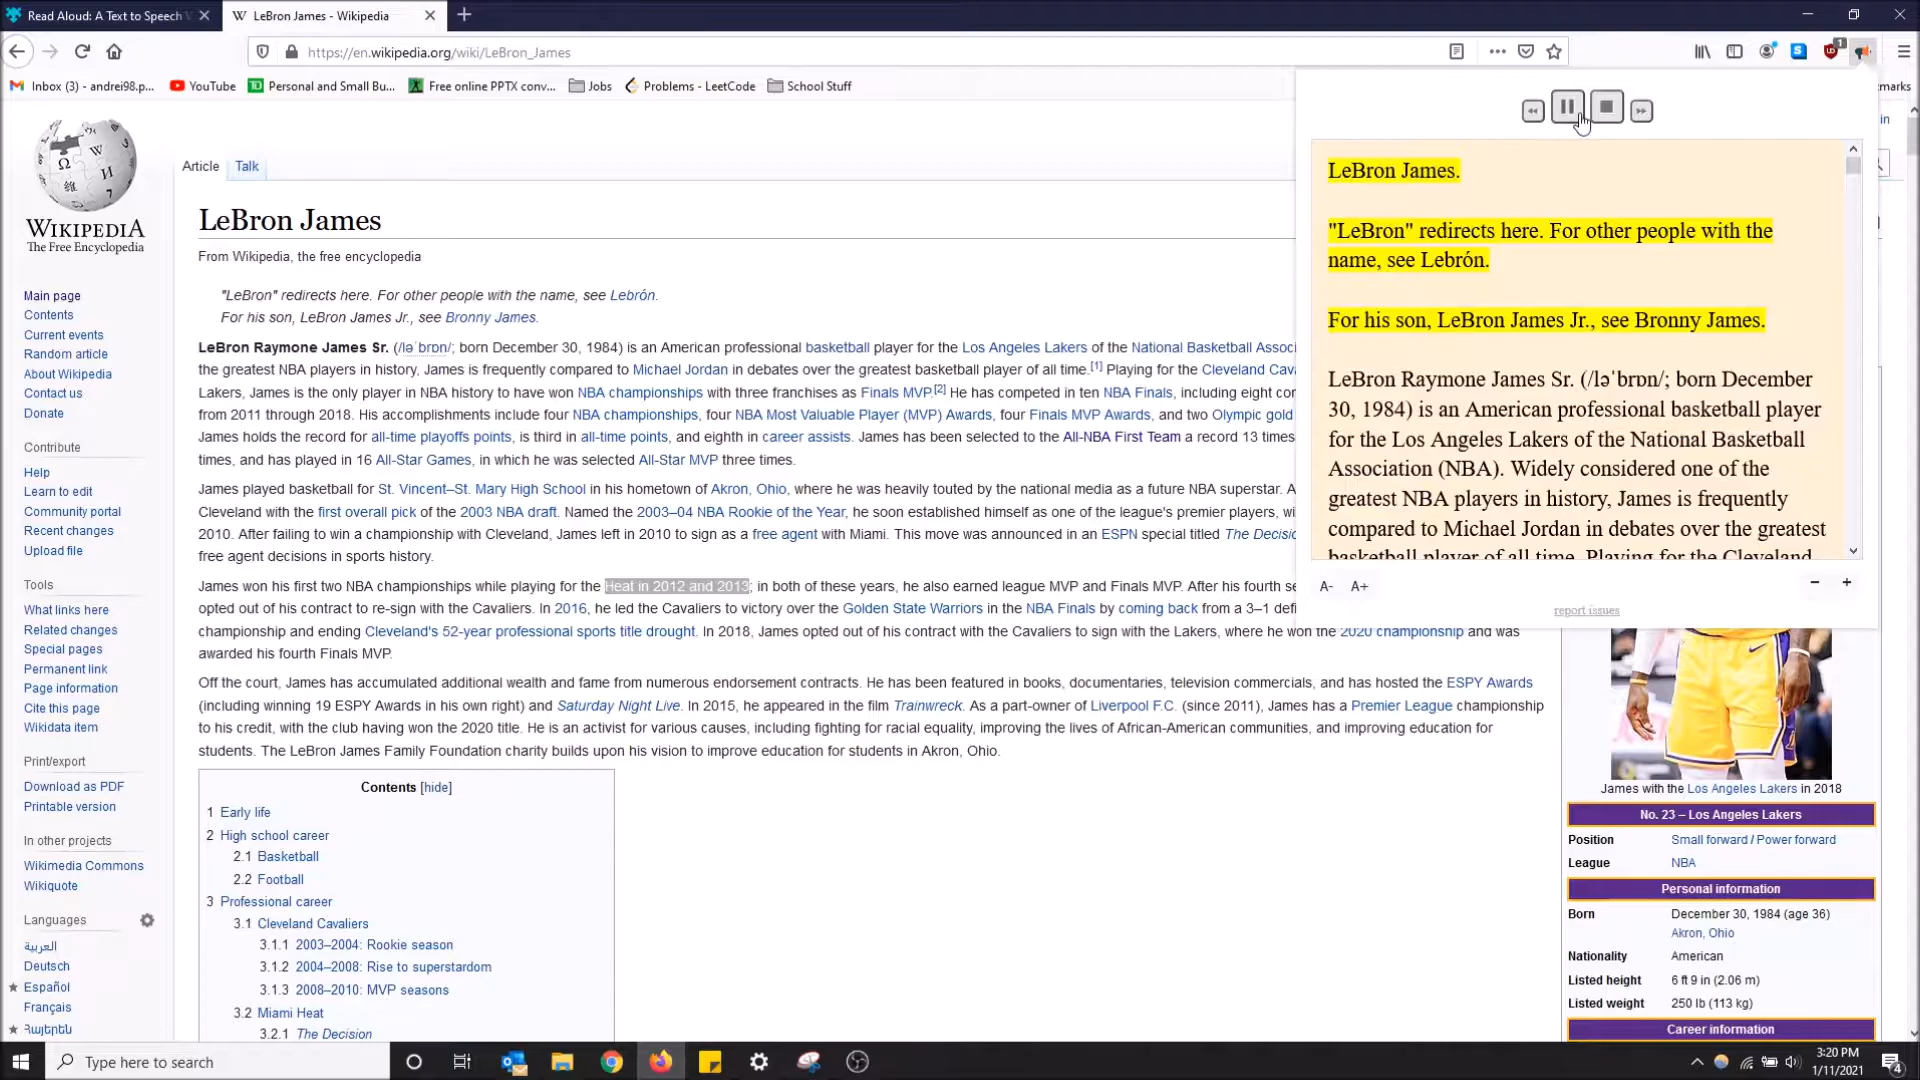 Read Aloud: A Text to Speech V
LeBron James - Wikipedia
https://en.wikipedia.org/wiki/LeBron_James
Inbox (3) - andrei98.p...
YouTube
Personal and Small Bu...
Free online PPTX conv...
Jobs
Problems - LeetCode
School Stuff
WIKIPEDIA
The Free Encyclopedia
Main page
Contents
Current events
Random article
About Wikipedia
Contact us
Donate
Contribute
Help
Learn to edit
Community portal
Recent changes
Upload file
Tools
What links here
Related changes
Special pages
Permanent link
Page information
Cite this page
Wikidata item
Print/export
Download as PDF
Printable version
In other projects
Wikimedia Commons
Wikiquote
Languages
العربية
Deutsch
Español
Français
Հայերեն
Article Talk
LeBron James
From Wikipedia, the free encyclopedia
"LeBron" redirects here. For other people with the name, see Lebrón.
For his son, LeBron James Jr., see Bronny James.
LeBron Raymone James Sr. (/ləˈbrɒn/; born December 30, 1984) is an American professional basketball player for the Los Angeles Lakers of the National Basketball Assoc
the greatest NBA players in history, James is frequently compared to Michael Jordan in debates over the greatest basketball player of all time.[1] Playing for the Cleveland Cav
Lakers, James is the only player in NBA history to have won NBA championships with three franchises as Finals MVP.[2] He has competed in ten NBA Finals, including eight con
from 2011 through 2018. His accomplishments include four NBA championships, four NBA Most Valuable Player (MVP) Awards, four Finals MVP Awards, and two Olympic gold
James holds the record for all-time playoffs points, is third in all-time points, and eighth in career assists. James has been selected to the All-NBA First Team a record 13 times
times, and has played in 16 All-Star Games, in which he was selected All-Star MVP three times.
James played basketball for St. Vincent–St. Mary High School in his hometown of Akron, Ohio, where he was heavily touted by the national media as a future NBA superstar. A
Cleveland with the first overall pick of the 2003 NBA draft. Named the 2003–04 NBA Rookie of the Year, he soon established himself as one of the league's premier players, wi
2010. After failing to win a championship with Cleveland, James left in 2010 to sign as a free agent with Miami. This move was announced in an ESPN special titled The Decisi
free agent decisions in sports history.
James won his first two NBA championships while playing for the Heat in 2012 and 2013; in both of these years, he also earned league MVP and Finals MVP. After his fourth se
opted out of his contract to re-sign with the Cavaliers. In 2016, he led the Cavaliers to victory over the Golden State Warriors in the NBA Finals by coming back from a 3–1 defi
championship and ending Cleveland's 52-year professional sports title drought. In 2018, James opted out of his contract with the Cavaliers to sign with the Lakers, where he won the 2020 championship and was
awarded his fourth Finals MVP.
Off the court, James has accumulated additional wealth and fame from numerous endorsement contracts. He has been featured in books, documentaries, television commercials, and has hosted the ESPY Awards
(including winning 19 ESPY Awards in his own right) and Saturday Night Live. In 2015, he appeared in the film Trainwreck. As a part-owner of Liverpool F.C. (since 2011), James has a Premier League championship
to his credit, with the club having won the 2020 title. He is an activist for various causes, including fighting for racial equality, improving the lives of African-American communities, and improving education for
students. The LeBron James Family Foundation charity builds upon his vision to improve education for students in Akron, Ohio.
Contents [hide]
1 Early life
2 High school career
2.1 Basketball
2.2 Football
3 Professional career
3.1 Cleveland Cavaliers
3.1.1 2003–2004: Rookie season
3.1.2 2004–2008: Rise to superstardom
3.1.3 2008–2010: MVP seasons
3.2 Miami Heat
3.2.1 The Decision
LeBron James.
"LeBron" redirects here. For other people with the
name, see Lebrón.
For his son, LeBron James Jr., see Bronny James.
LeBron Raymone James Sr. (/ləˈbrɒn/; born December
30, 1984) is an American professional basketball player
for the Los Angeles Lakers of the National Basketball
Association (NBA). Widely considered one of the
greatest NBA players in history, James is frequently
compared to Michael Jordan in debates over the greatest
basketball player of all time. Playing for the Cleveland
A- A+ − +
report issues
marks
in
James with the Los Angeles Lakers in 2018
No. 23 – Los Angeles Lakers
Position Small forward / Power forward
League NBA
Personal information
Born December 30, 1984 (age 36)
Akron, Ohio
Nationality American
Listed height 6 ft 9 in (2.06 m)
Listed weight 250 lb (113 kg)
Career information
Type here to search
3:20 PM
1/11/2021
4